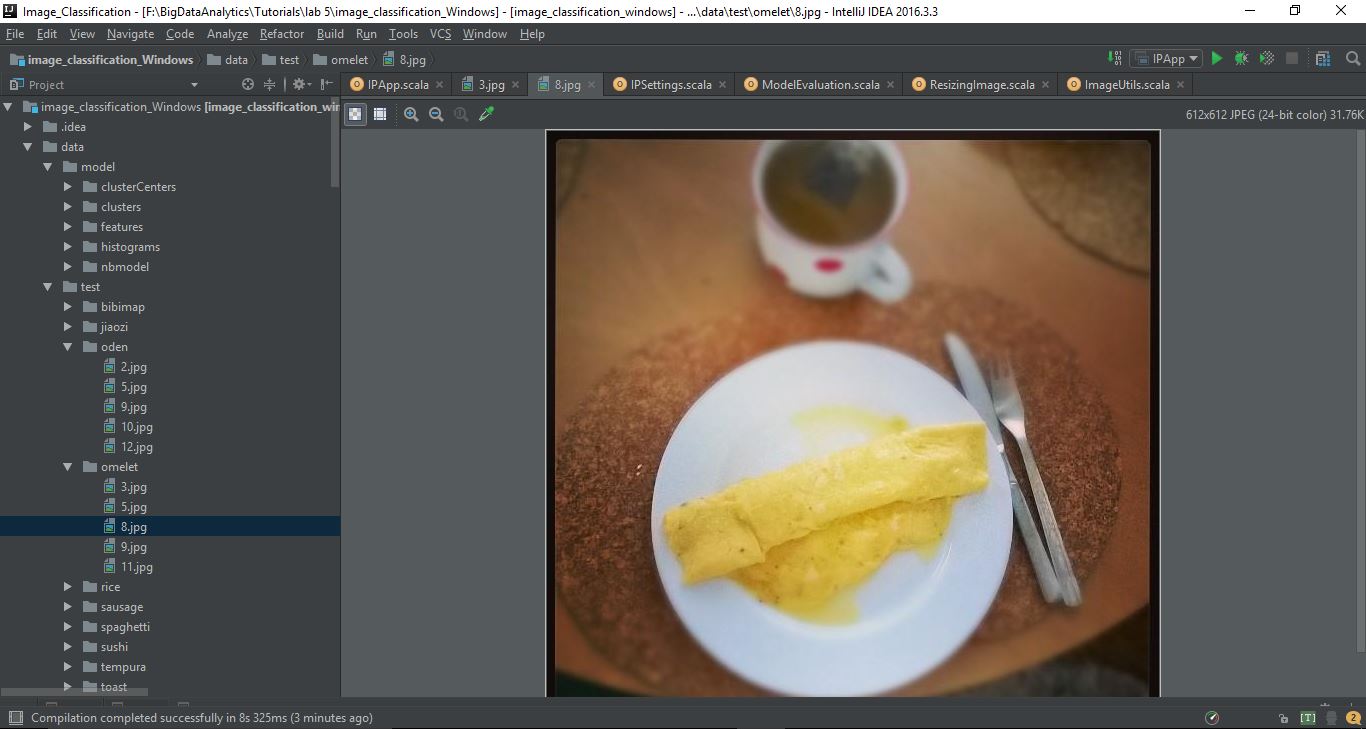 Image_Classification - [F:\BigDataAnalytics\Tutorials\lab 5\image_classification_Windows] - [image_classification_windows] - ...\data\test\omelet\8.jpg - IntelliJ IDEA 2016.3.3
File Edit View Navigate Code Analyze Refactor Build Run Tools VCS Window Help
image_classification_Windows data test omelet 8.jpg IPApp
Project IPApp.scala 3.jpg 8.jpg IPSettings.scala ModelEvaluation.scala ResizingImage.scala ImageUtils.scala
image_classification_Windows [image_classification_win
612x612 JPEG (24-bit color) 31.76K
.idea
data
model
clusterCenters
clusters
features
histograms
nbmodel
test
bibimap
jiaozi
oden
2.jpg
5.jpg
9.jpg
10.jpg
12.jpg
omelet
3.jpg
5.jpg
8.jpg
9.jpg
11.jpg
rice
sausage
spaghetti
sushi
tempura
toast
Compilation completed successfully in 8s 325ms (3 minutes ago) [T] 2